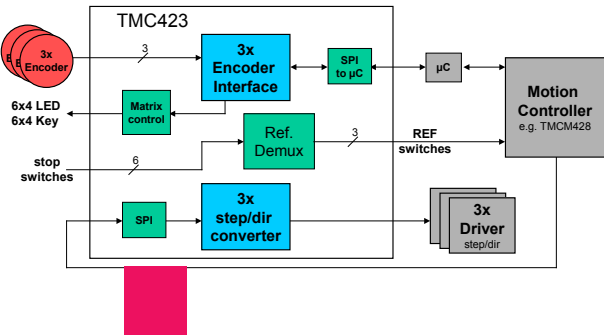 TMC423
3x
Encoder
3
3x
Encoder
Interface
SPI
to µC
µC
Motion
Controller
e.g. TMCM428
6x4 LED
6x4 Key
Matrix
control
Ref.
Demux
3
REF
switches
stop
switches
6
SPI
3x
step/dir
converter
3x
Driver
step/dir